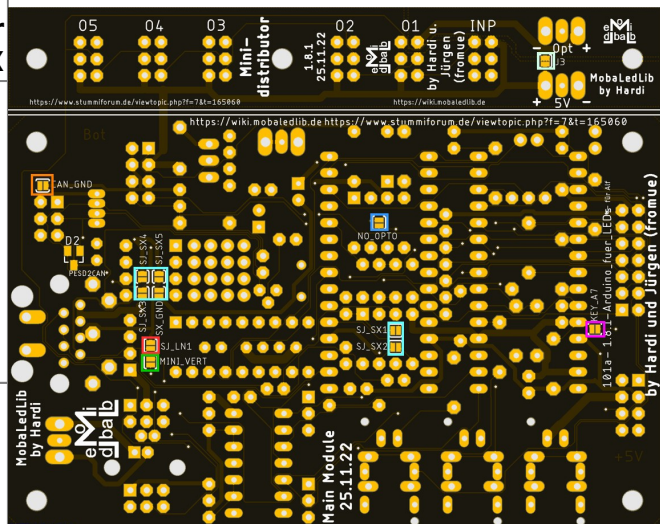 05
04
03
02
01
INP
Mini-
distributor
1.8.1
25.11.22
by Hardi u.
Jürgen
(fromue)
- Opt +
J3
MobaLedLib
by Hardi
+ 5V -
https://www.stummiforum.de/viewtopic.php?f=7&t=165060
https://wiki.mobaledlib.de
https://wiki.mobaledlib.de https://www.stummiforum.de/viewtopic.php?f=7&t=165060
Bot
CAN_GND
D2
PESD2CAN
SJ_SX4
SJ_SX5
SJ_SX3
SX_GND
SJ_LN1
MINI_VERT
NO_OPTO
SJ_SX1
SJ_SX2
KEY_A7
101a- 1.8.1-Arduino_fuer_LEDs
für Alf
by Hardi und Jürgen (fromue)
MobaLedLib
by Hardi
Main Module
25.11.22
+5V